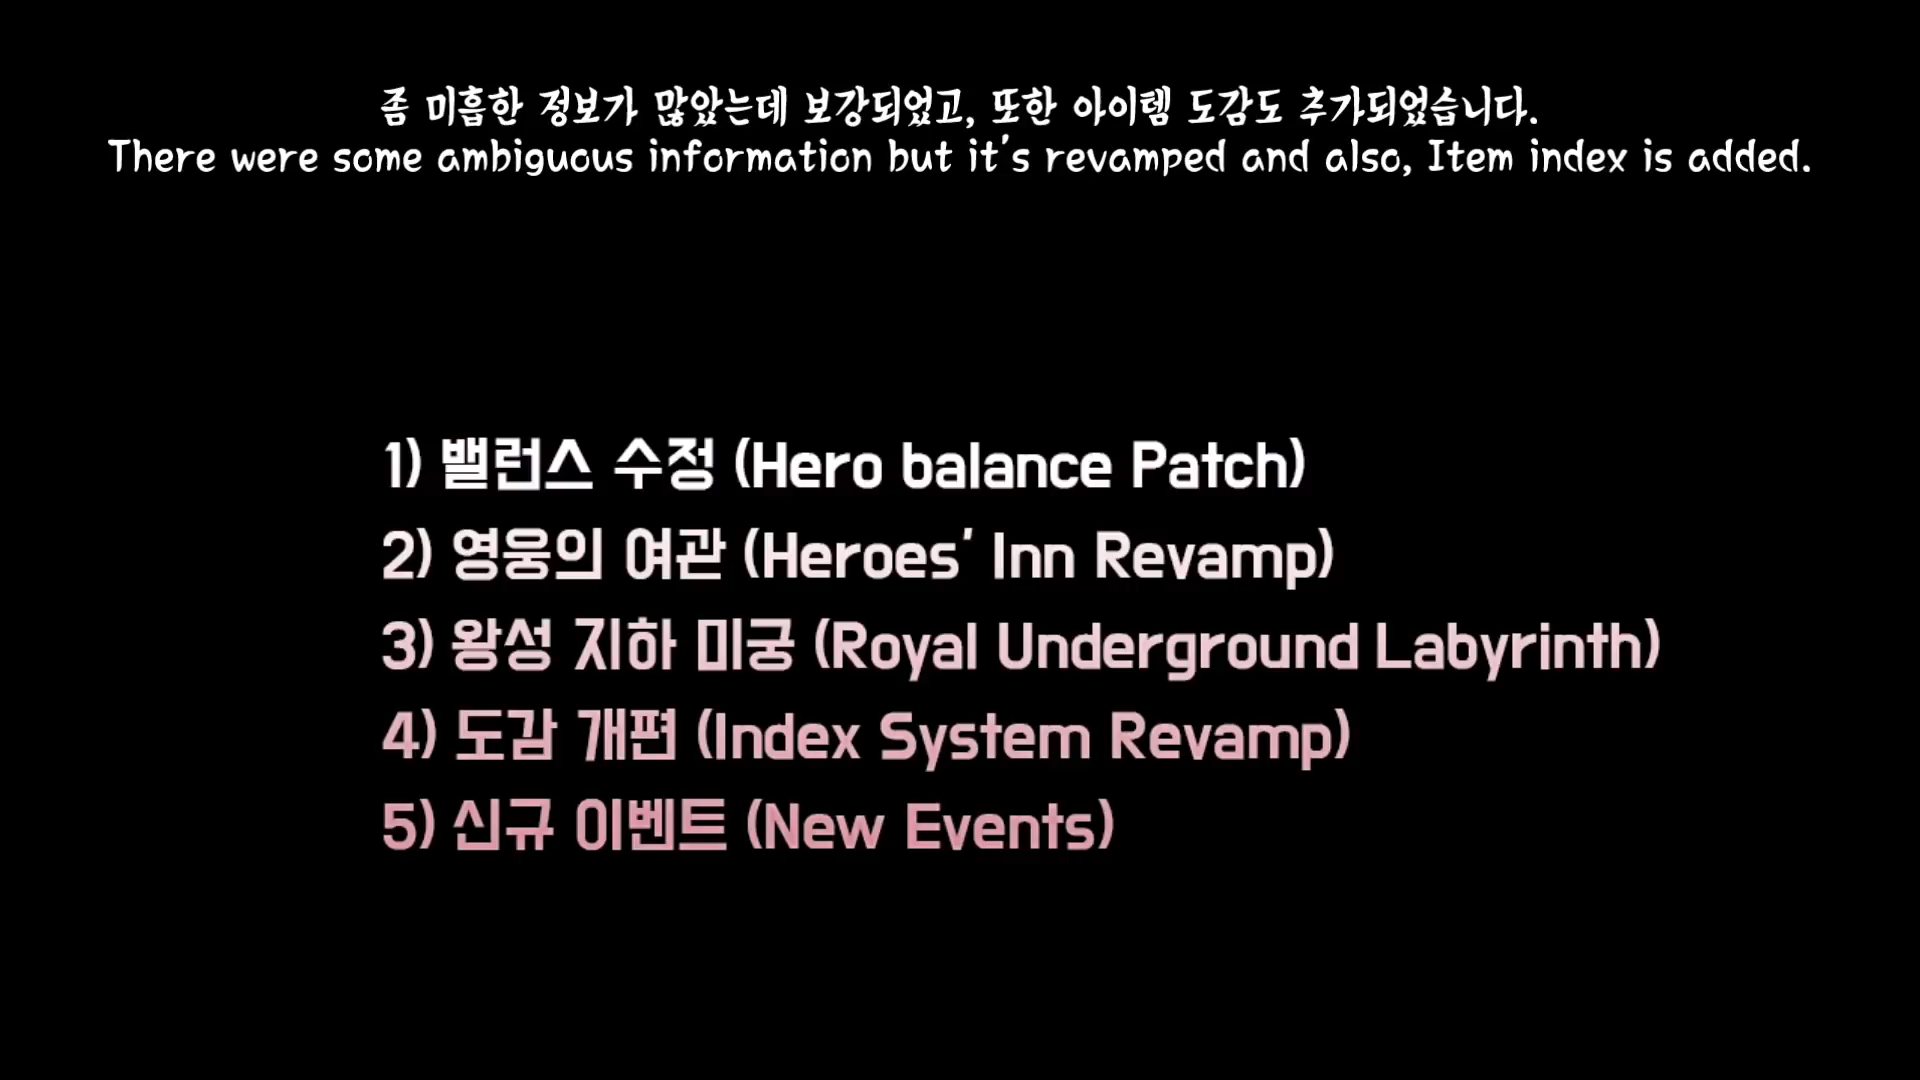 좀 미흡한 정보가 많았는데 보강되었고, 또한 아이템 도감도 추가되었습니다.
There were some ambiguous information but it's revamped and also, Item index is added.
1) 밸런스 수정 (Hero balance Patch)
2) 영웅의 여관 (Heroes' Inn Revamp)
3) 왕성 지하 미궁 (Royal Underground Labyrinth)
4) 도감 개편 (Index System Revamp)
5) 신규 이벤트 (New Events)